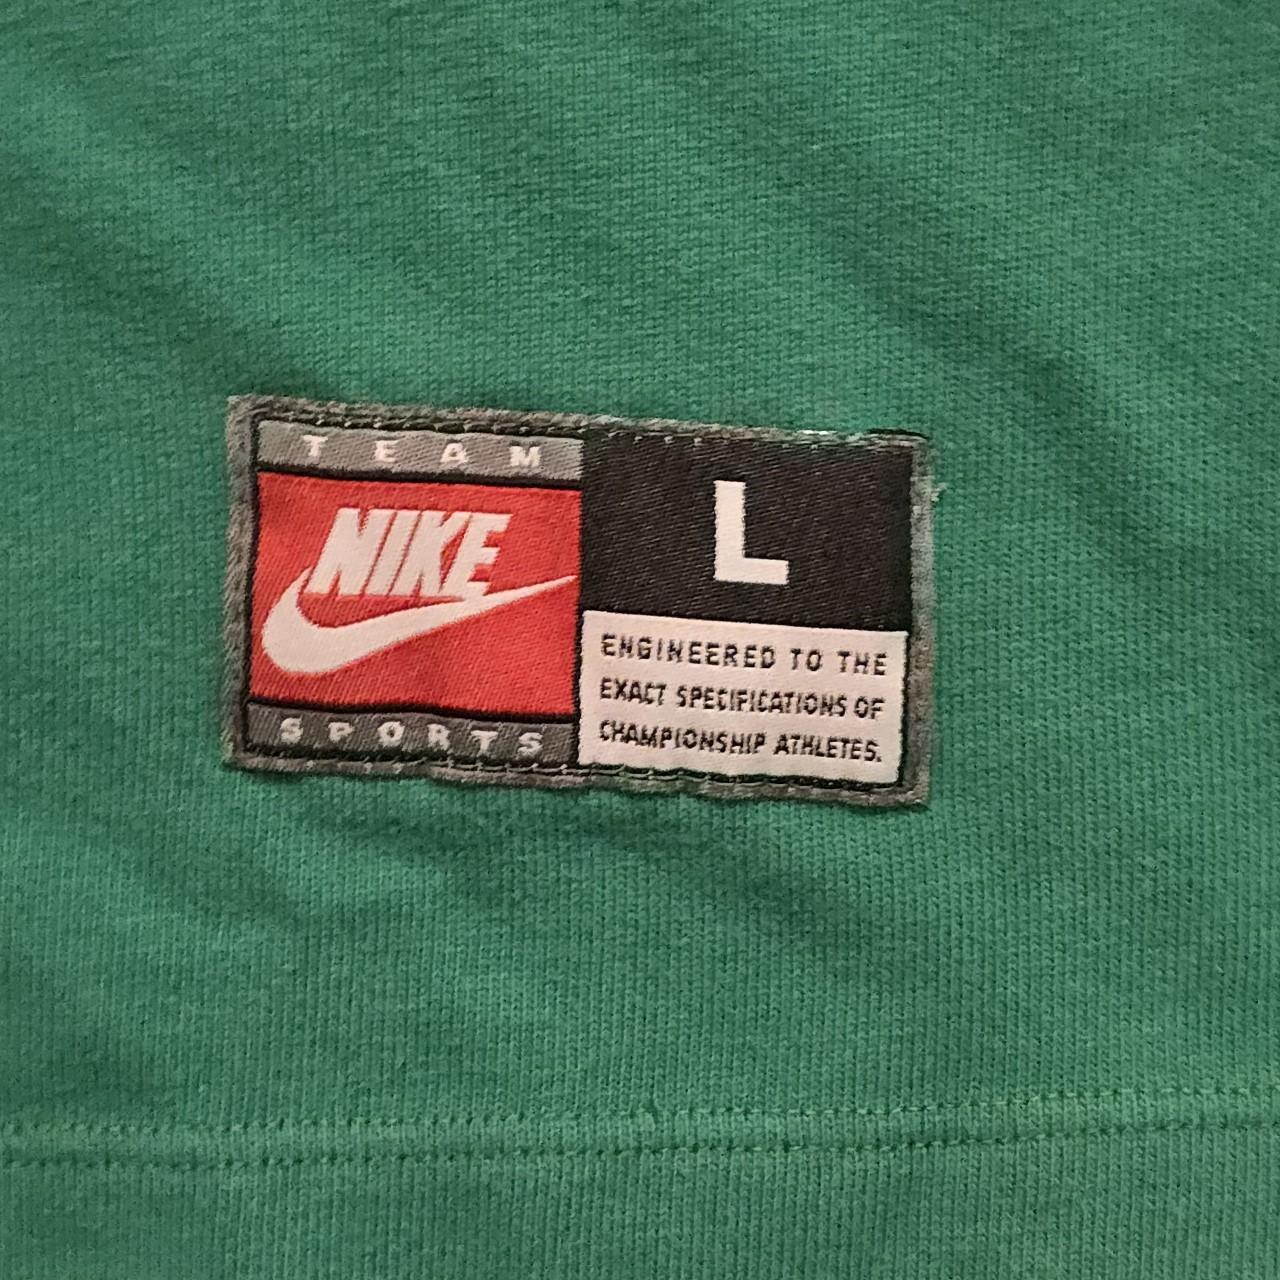 TEAM
NIKE
SPORTS
L
ENGINEERED TO THE
EXACT SPECIFICATIONS OF
CHAMPIONSHIP ATHLETES.